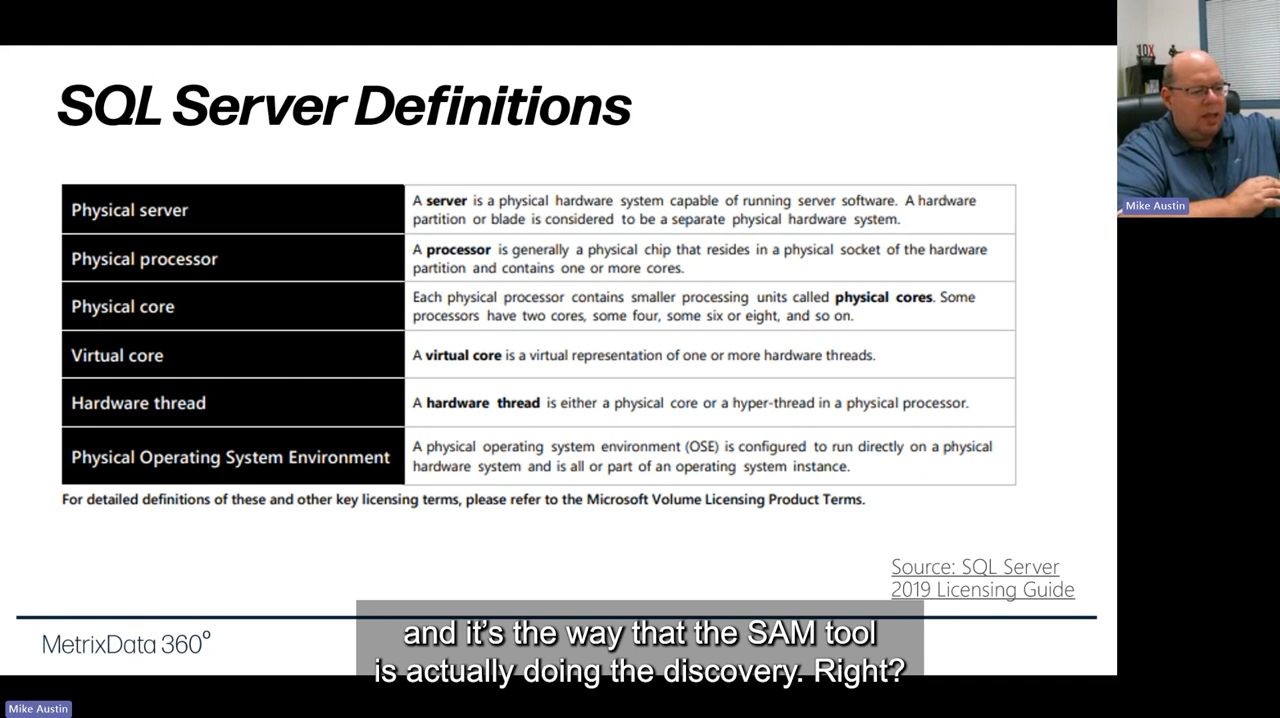 SQL Server Definitions
10X
Mike Austin
Physical server
A server is a physical hardware system capable of running server software. A hardware
partition or blade is considered to be a separate physical hardware system.
Physical processor
A processor is generally a physical chip that resides in a physical socket of the hardware
partition and contains one or more cores.
Physical core
Each physical processor contains smaller processing units called physical cores. Some
processors have two cores, some four, some six or eight, and so on.
Virtual core
A virtual core is a virtual representation of one or more hardware threads.
Hardware thread
A hardware thread is either a physical core or a hyper-thread in a physical processor.
Physical Operating System Environment
A physical operating system environment (OSE) is configured to run directly on a physical
hardware system and is all or part of an operating system instance.
For detailed definitions of these and other key licensing terms, please refer to the Microsoft Volume Licensing Product Terms.
Source: SQL Server
2019 Licensing Guide
MetrixData 360°
and it's the way that the SAM tool
is actually doing the discovery. Right?
Mike Austin